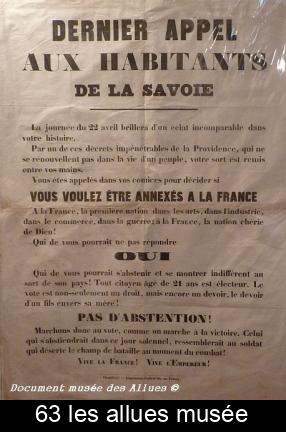 DERNIER APPEL
AUX HABITANTS
DE LA SAVOIE
La journée du 22 avril brillera d'un éclat incomparable dans
votre histoire.
Par un de ces décrets impénétrables de la Providence, qui ne
se renouvellent pas dans la vie d'un peuple, votre sort est remis
entre vos mains.
Vous êtes appelés dans vos comices pour décider si
VOUS VOULEZ ÊTRE ANNEXÉS A LA FRANCE
A la France, la première nation dans les arts, dans l'industrie,
dans le commerce, dans la guerre; à la France, la nation chérie
de Dieu!
Qui de vous pourrait ne pas répondre
OUI
Qui de vous pourrait s'abstenir et se montrer indifférent au
sort de son pays! Tout citoyen âgé de 21 ans est électeur. Le
vote est non-seulement un droit, mais encore un devoir, le devoir
d'un fils envers sa mère!
PAS D'ABSTENTION!
Marchons donc au vote, comme on marche à la victoire. Celui
qui s'abstiendrait dans ce jour solennel, ressemblerait au soldat
qui déserte le champ de bataille au moment du combat!
VIVE LA FRANCE! VIVE L'EMPEREUR!
Document musée des Allues ©
63 les allues musée